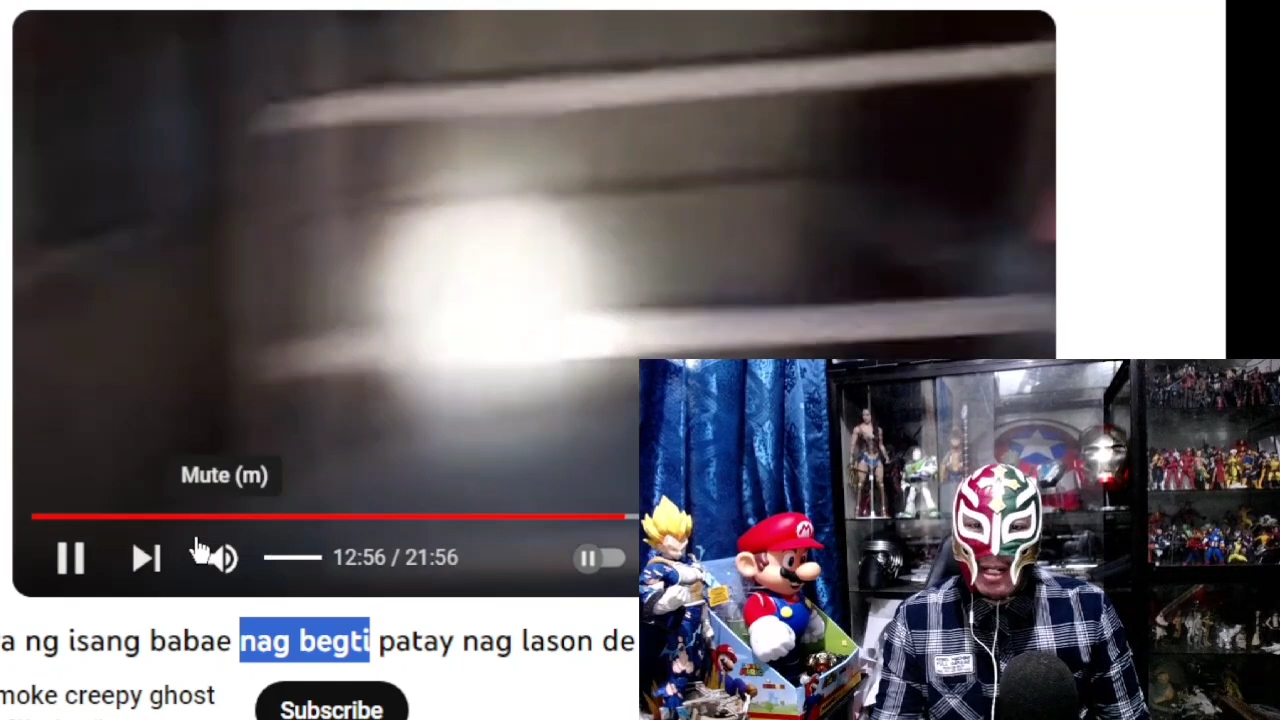 Mute (m)
12:56 / 21:56
a ng isang babae nag begti patay nag lason de
moke creepy ghost
Subscribe
M